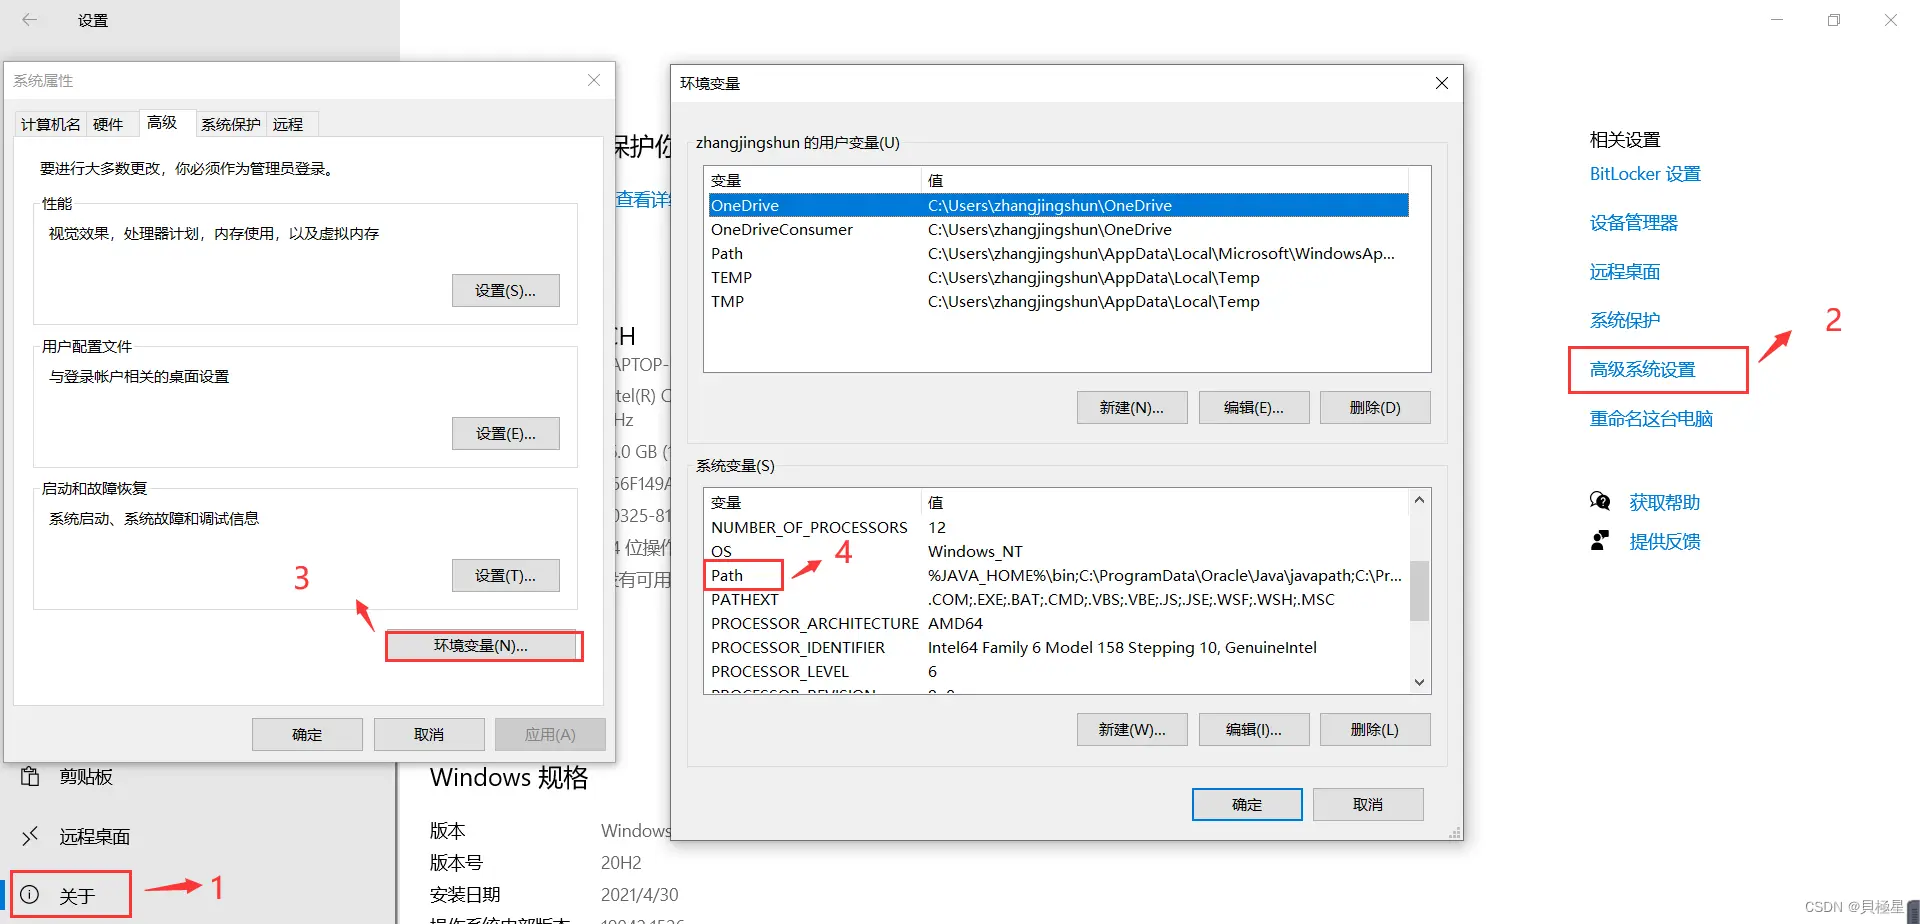 设置
系统属性
计算机名
硬件
高级
系统保护
远程
要进行大多数更改，你必须作为管理员登录。
性能
视觉效果，处理器计划，内存使用，以及虚拟内存
设置(S)...
用户配置文件
与登录帐户相关的桌面设置
设置(E)...
启动和故障恢复
系统启动、系统故障和调试信息
设置(T)...
3
环境变量(N)...
确定
取消
应用(A)
剪贴板
远程桌面
关于
1
保护你
查看详
CH
APTOP-
tel(R) C
Hz
.0 GB (
56F149A
0325-81
4 位操作
有可用
Windows 规格
版本
Windows
版本号
20H2
安装日期
2021/4/30
环境变量
zhangjingshun 的用户变量(U)
变量
值
OneDrive
C:\Users\zhangjingshun\OneDrive
OneDriveConsumer
C:\Users\zhangjingshun\OneDrive
Path
C:\Users\zhangjingshun\AppData\Local\Microsoft\WindowsAp...
TEMP
C:\Users\zhangjingshun\AppData\Local\Temp
TMP
C:\Users\zhangjingshun\AppData\Local\Temp
新建(N)...
编辑(E)...
删除(D)
系统变量(S)
变量
值
NUMBER_OF_PROCESSORS
12
OS
Windows_NT
4
Path
%JAVA_HOME%\bin;C:\ProgramData\Oracle\Java\javapath;C:\Pr...
PATHEXT
.COM;.EXE;.BAT;.CMD;.VBS;.VBE;.JS;.JSE;.WSF;.WSH;.MSC
PROCESSOR_ARCHITECTURE
AMD64
PROCESSOR_IDENTIFIER
Intel64 Family 6 Model 158 Stepping 10, GenuineIntel
PROCESSOR_LEVEL
6
新建(W)...
编辑(I)...
删除(L)
确定
取消
相关设置
BitLocker 设置
设备管理器
远程桌面
系统保护
2
高级系统设置
重命名这台电脑
获取帮助
提供反馈
CSDN @貝極星